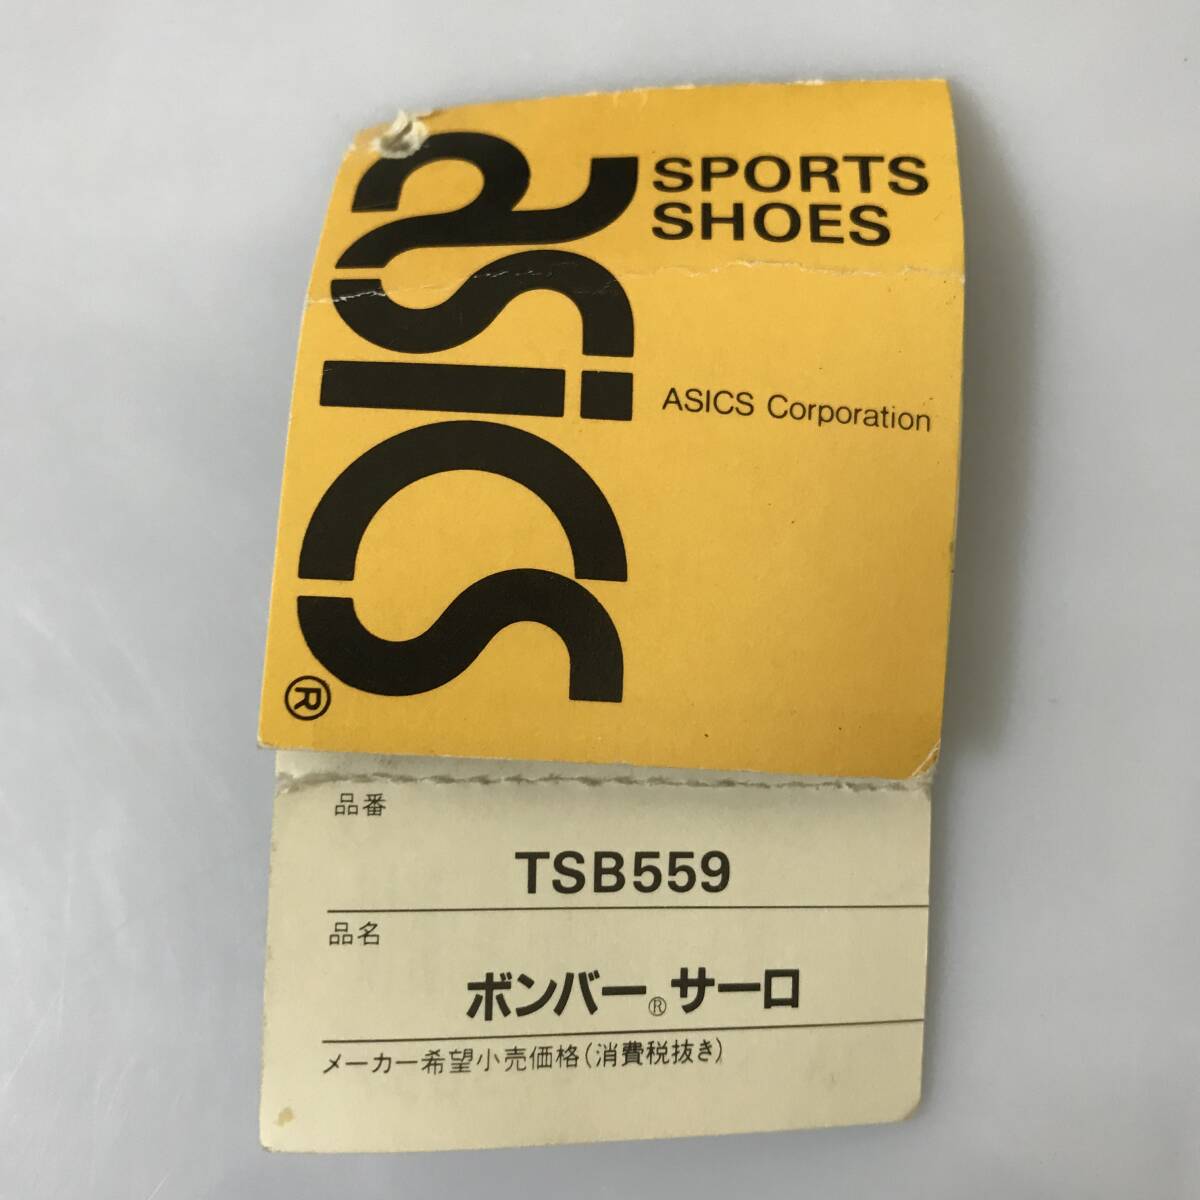 asics®
SPORTS
SHOES
ASICS Corporation
品番
TSB559
品名
ボンバー®サーロ
メーカー希望小売価格(消費税抜き)